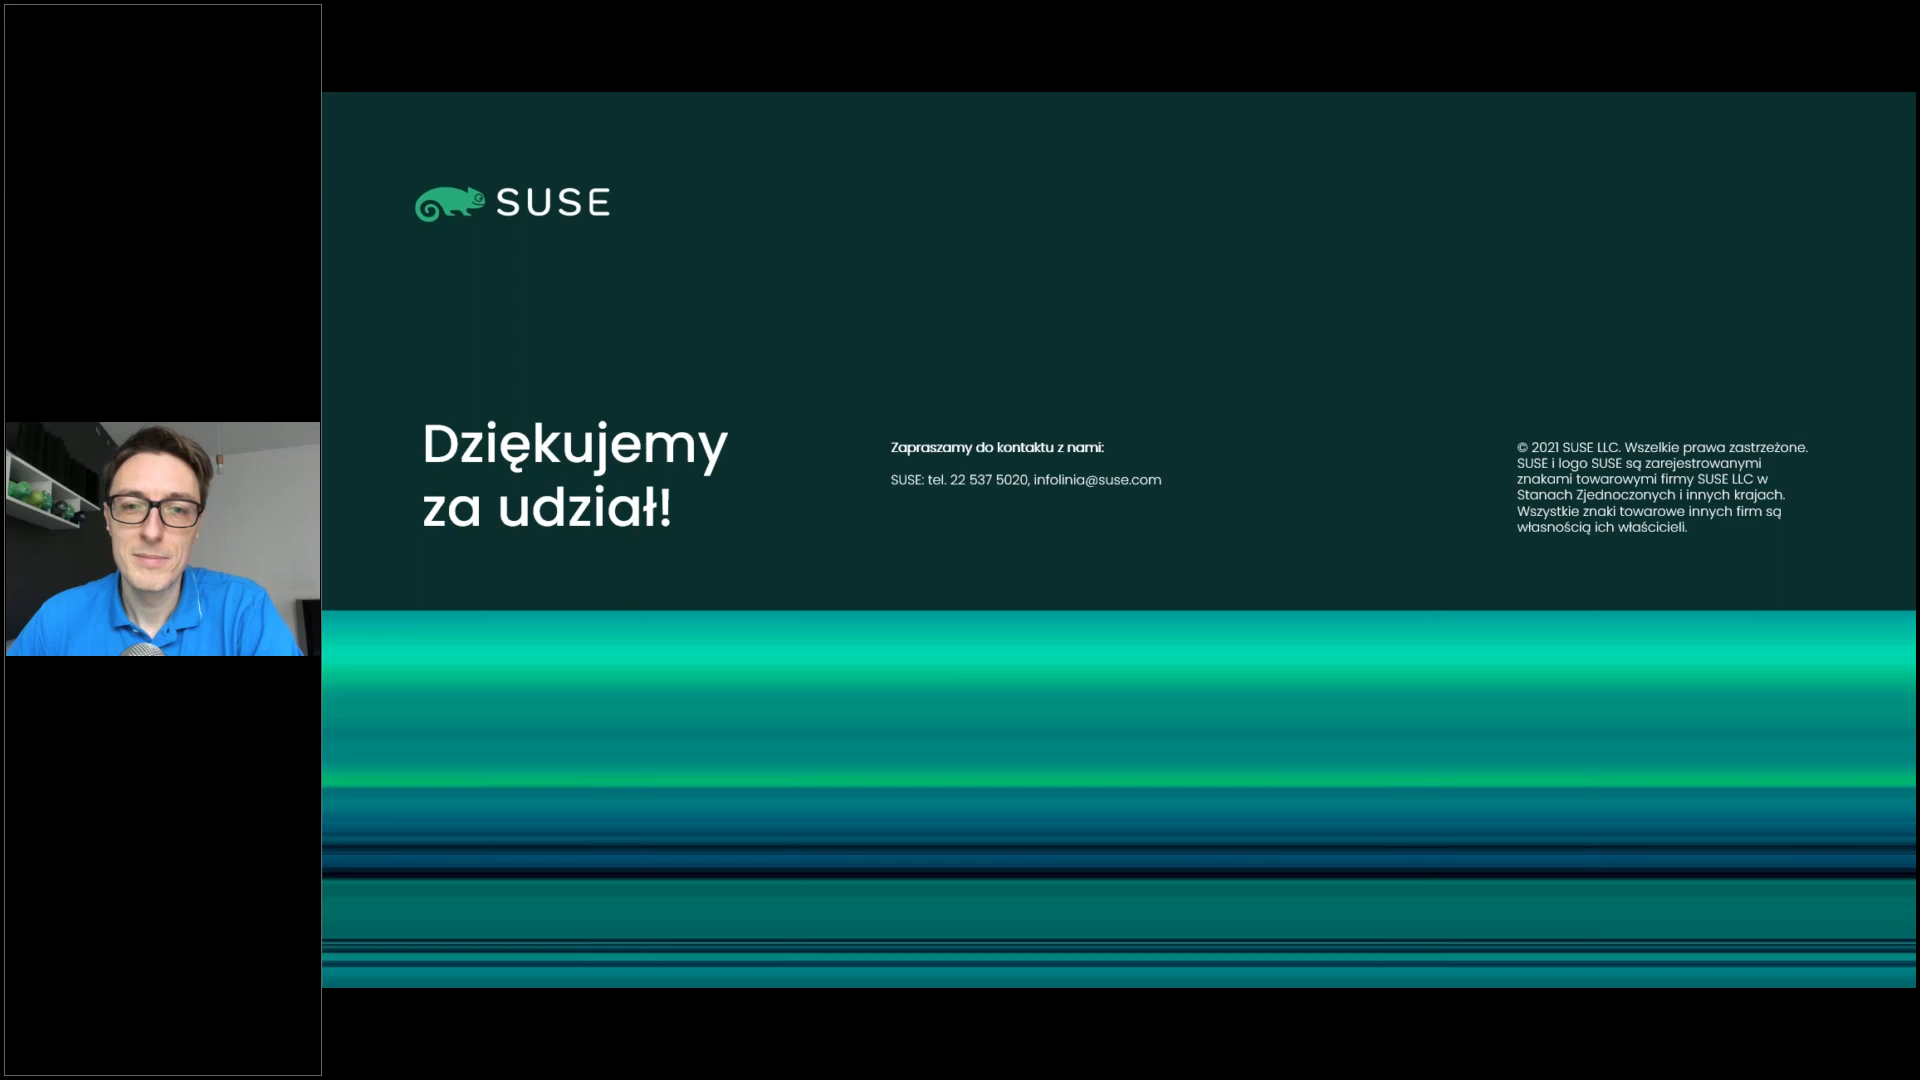 SUSE
Dziękujemy
za udział!
Zapraszamy do kontaktu z nami:
SUSE: tel. 22 537 5020, infolinia@suse.com
© 2021 SUSE LLC. Wszelkie prawa zastrzeżone.
SUSE i logo SUSE są zarejestrowanymi
znakami towarowymi firmy SUSE LLC w
Stanach Zjednoczonych i innych krajach.
Wszystkie znaki towarowe innych firm są
własnością ich właścicieli.